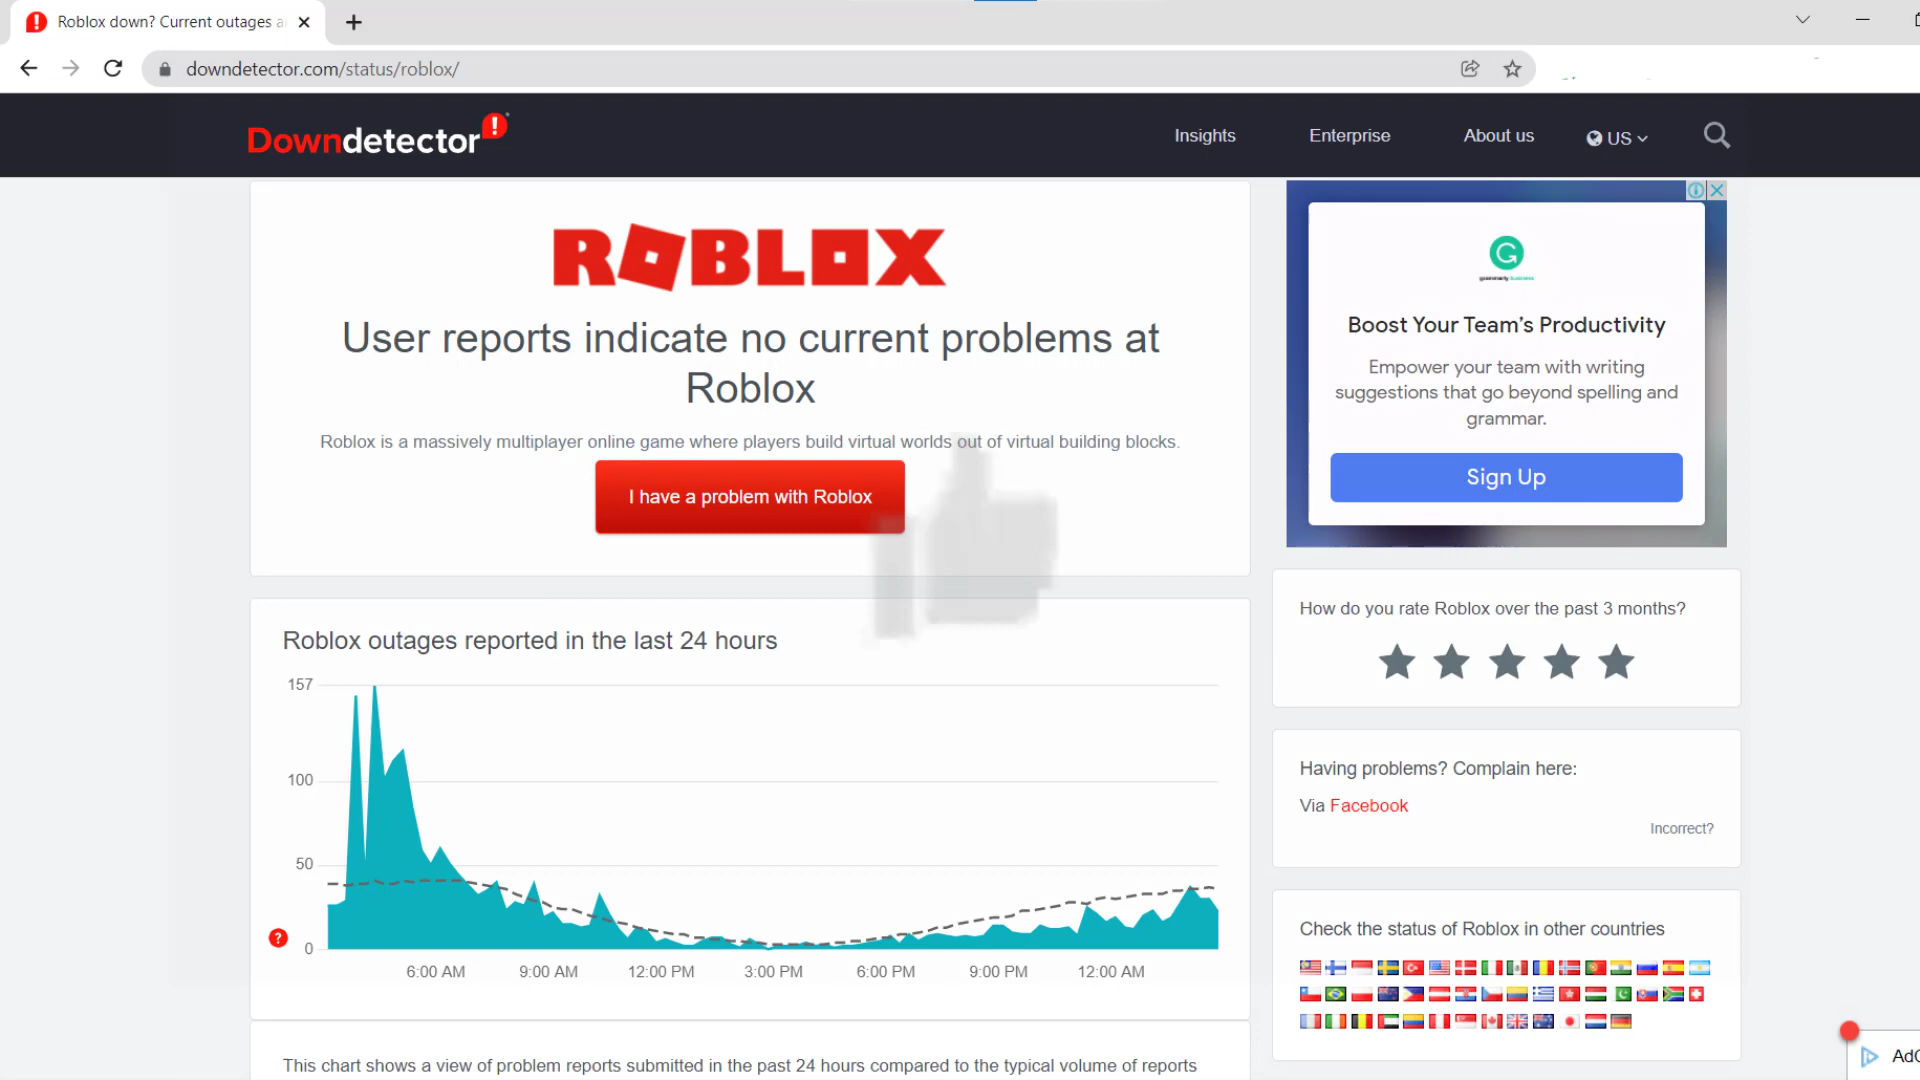 Roblox down? Current outages a
downdetector.com/status/roblox/
Downdetector
Insights
Enterprise
About us
US
ROBLOX
User reports indicate no current problems at
Roblox
Roblox is a massively multiplayer online game where players build virtual worlds out of virtual building blocks.
I have a problem with Roblox
grammarly business
Boost Your Team's Productivity
Empower your team with writing
suggestions that go beyond spelling and
grammar.
Sign Up
Roblox outages reported in the last 24 hours
157
100
50
0
6:00 AM 9:00 AM 12:00 PM 3:00 PM 6:00 PM 9:00 PM 12:00 AM
This chart shows a view of problem reports submitted in the past 24 hours compared to the typical volume of reports
How do you rate Roblox over the past 3 months?
Having problems? Complain here:
Via Facebook
Incorrect?
Check the status of Roblox in other countries